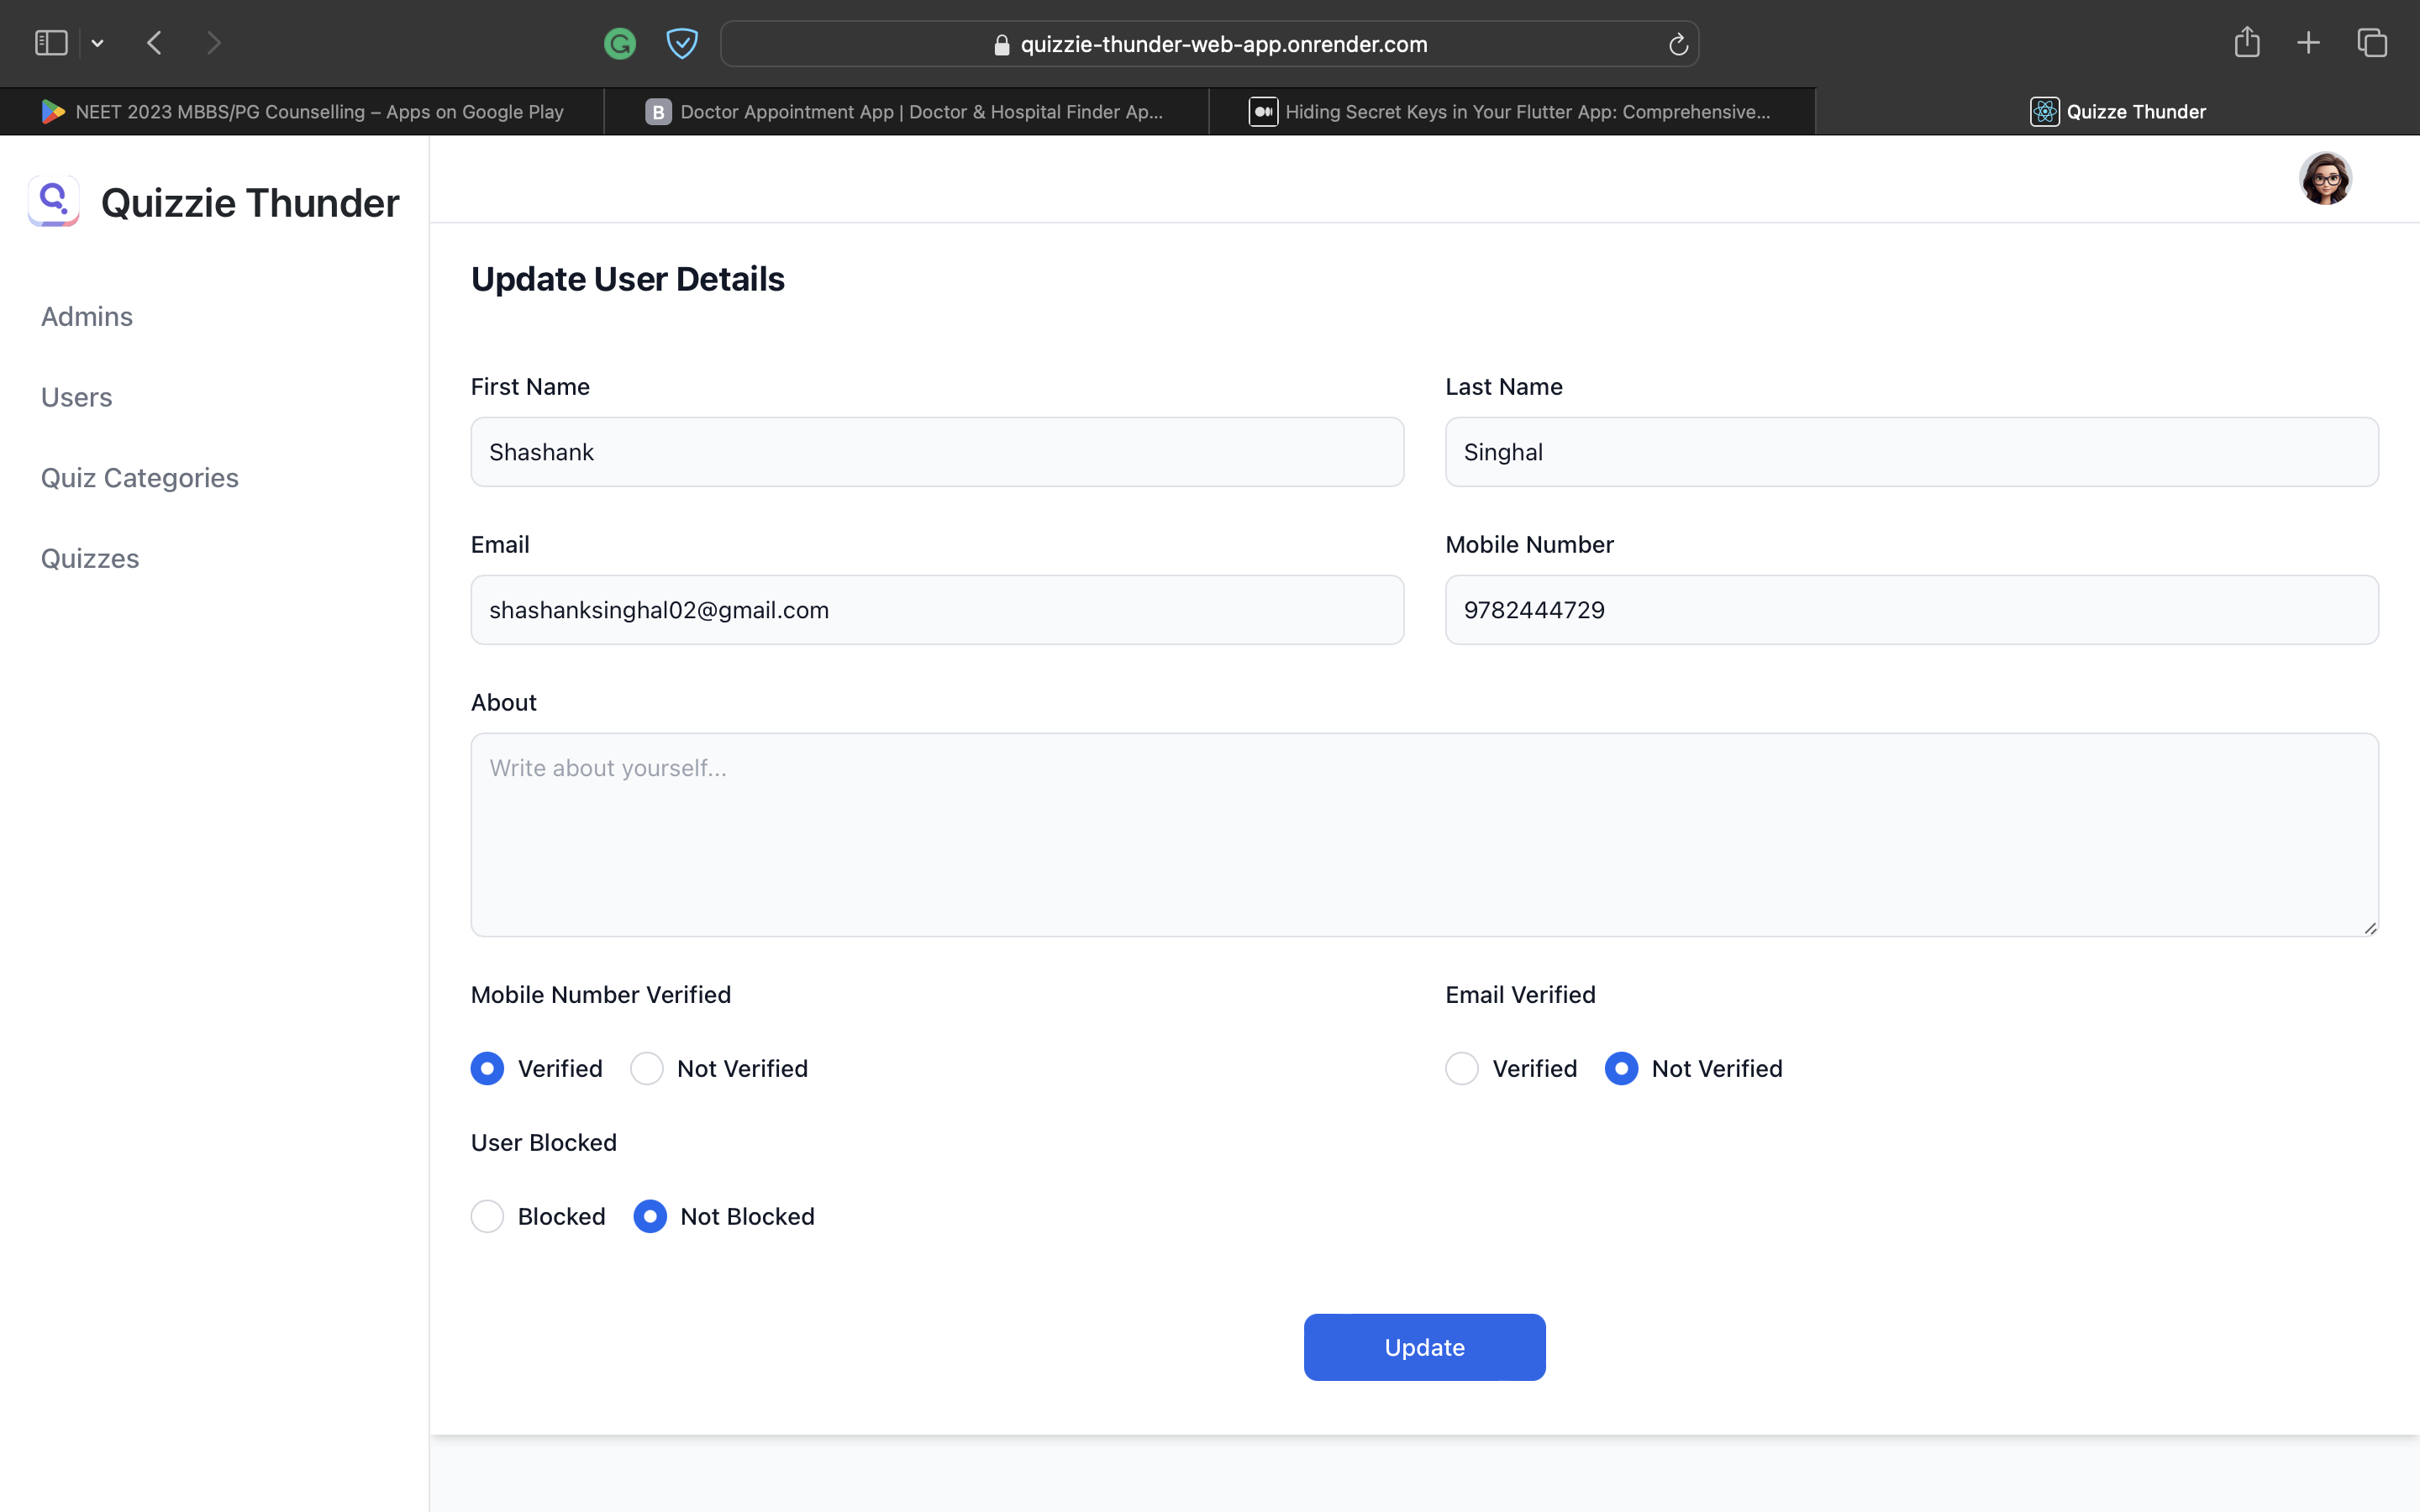 quizzie-thunder-web-app.onrender.com
NEET 2023 MBBS/PG Counselling – Apps on Google Play
B Doctor Appointment App | Doctor & Hospital Finder Ap...
Hiding Secret Keys in Your Flutter App: Comprehensive...
Quizze Thunder
Quizzie Thunder
Admins
Users
Quiz Categories
Quizzes
Update User Details
First Name
Last Name
Shashank
Singhal
Email
Mobile Number
shashanksinghal02@gmail.com
9782444729
About
Write about yourself...
Mobile Number Verified
Email Verified
Verified Not Verified
Verified Not Verified
User Blocked
Blocked Not Blocked
Update